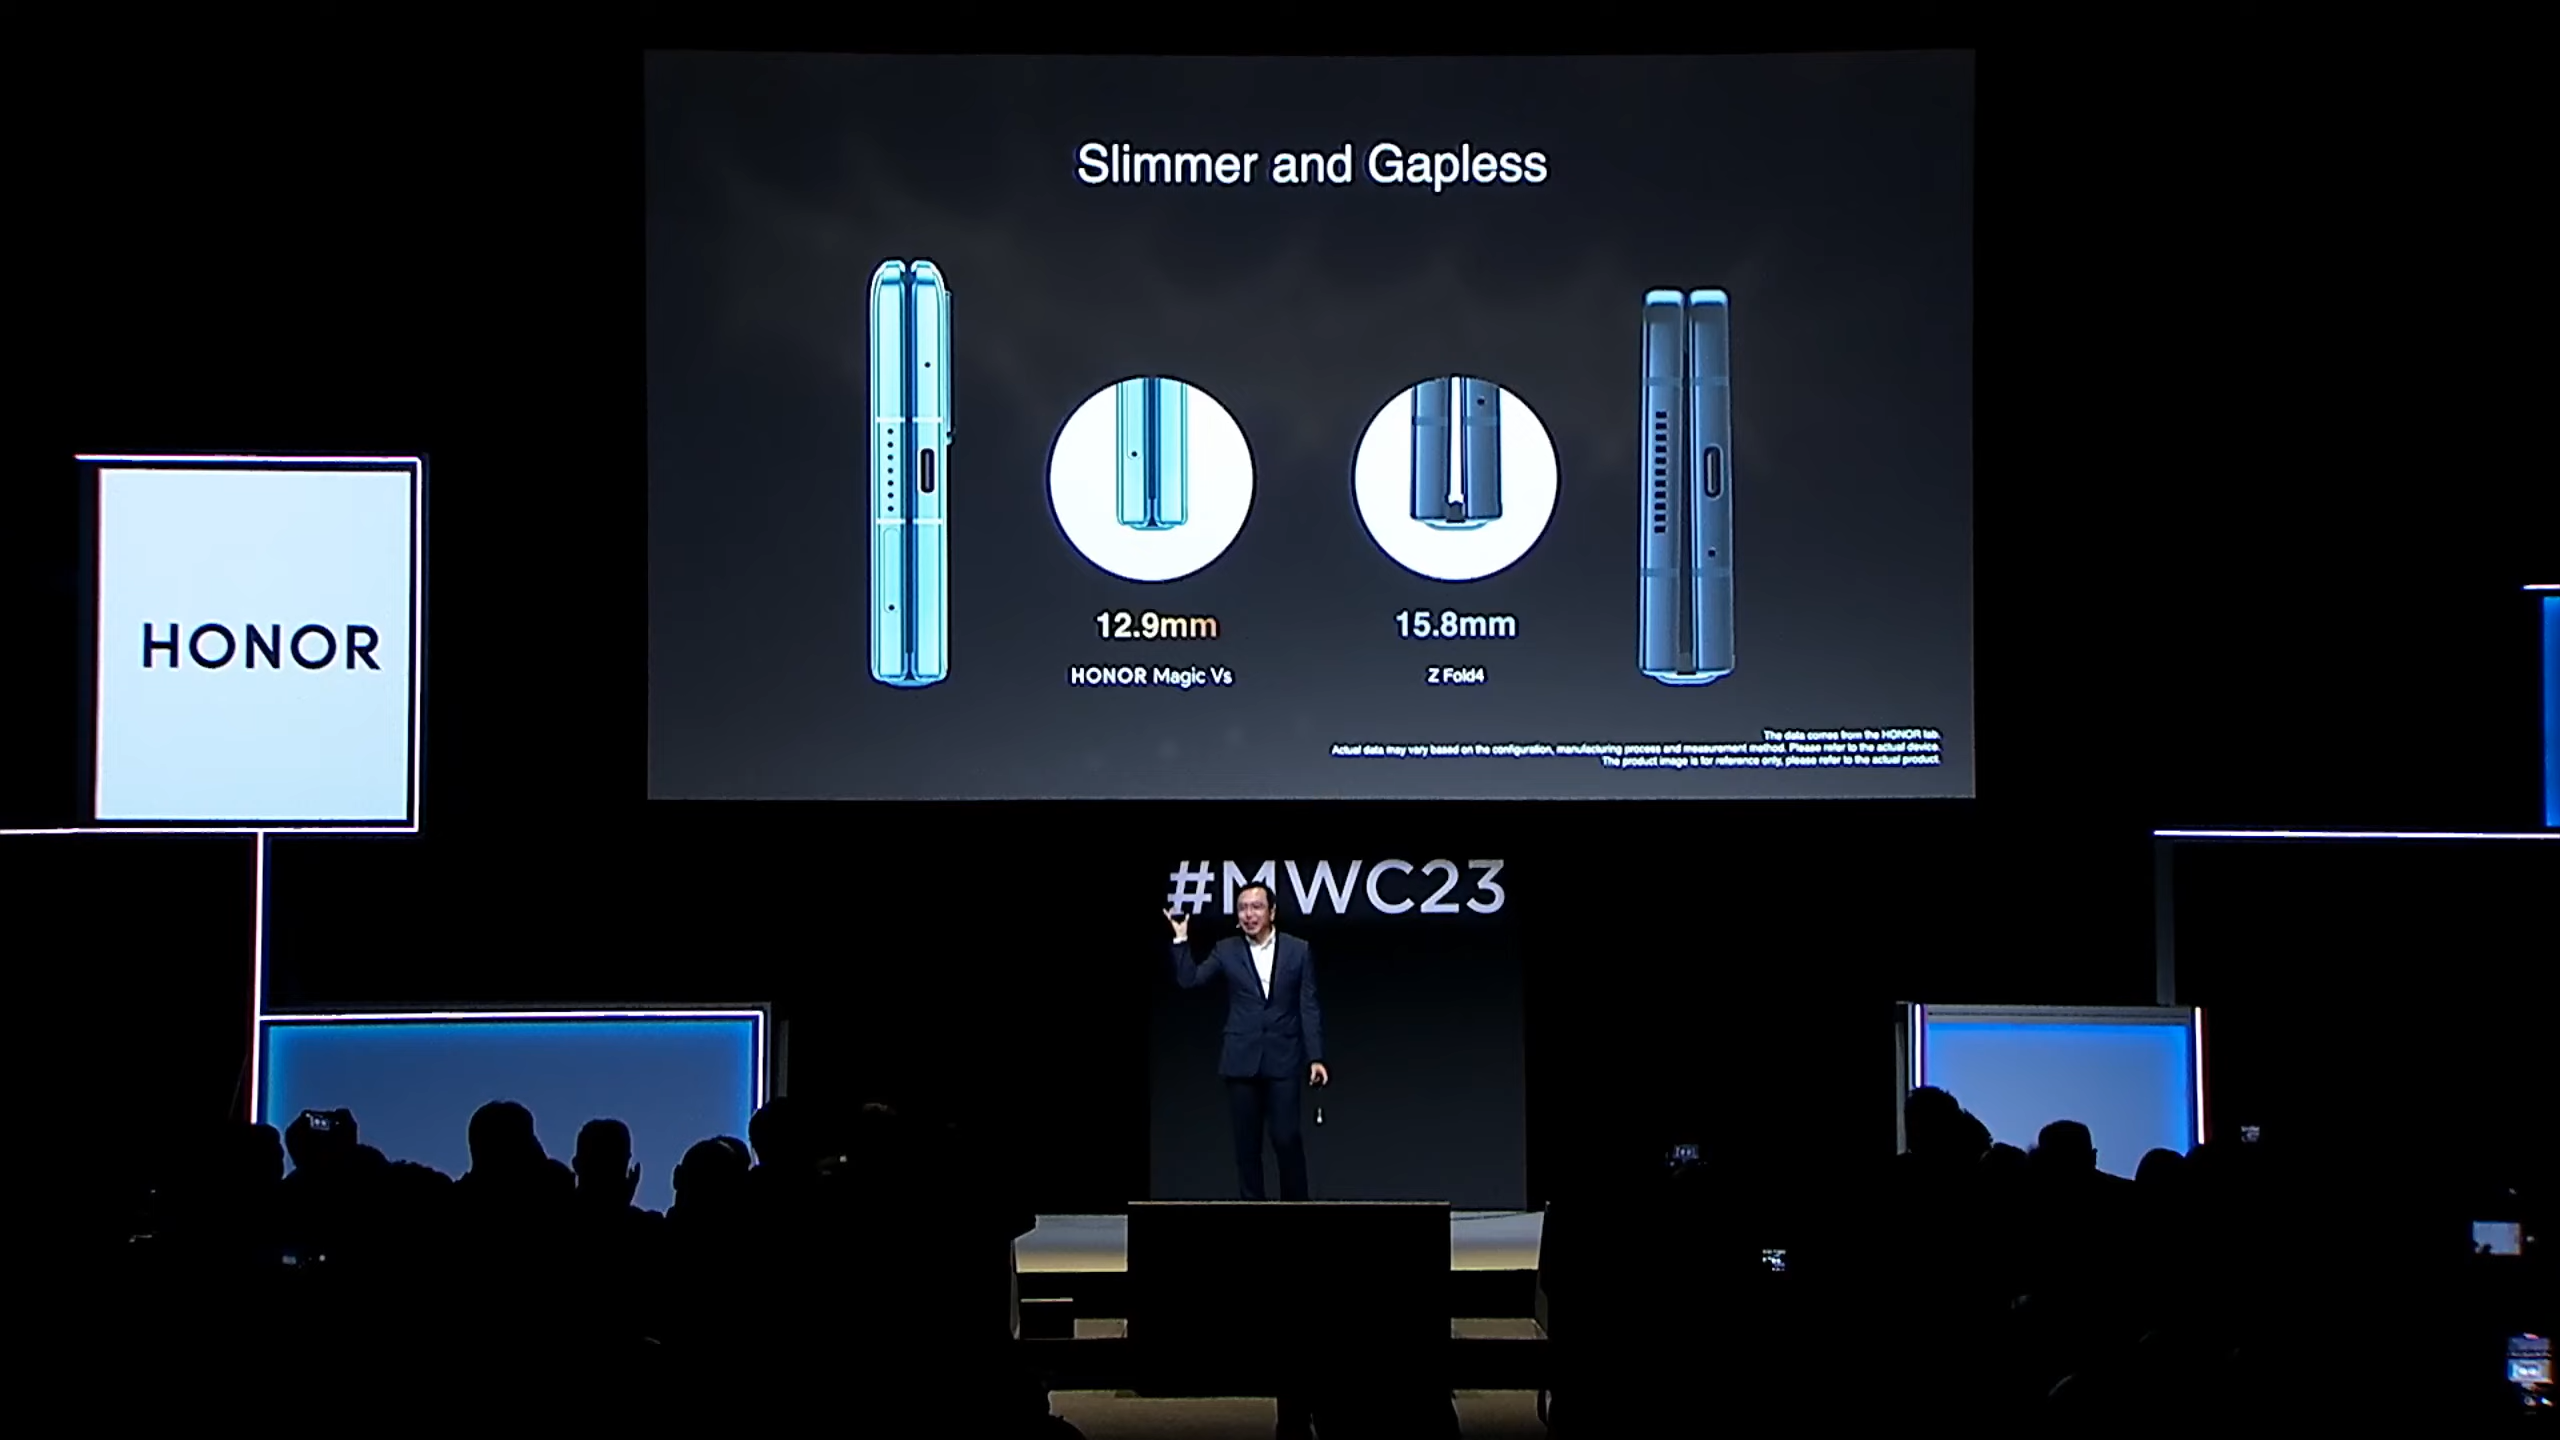 Slimmer and Gapless
12.9mm
15.8mm
HONOR Magic Vs
Z Fold4
The data comes from the HONOR lab.
Actual data may vary based on the configuration, manufacturing process and measurement method. Please refer to the actual device.
The product image is for reference only, please refer to the actual product.
HONOR
#MWC23